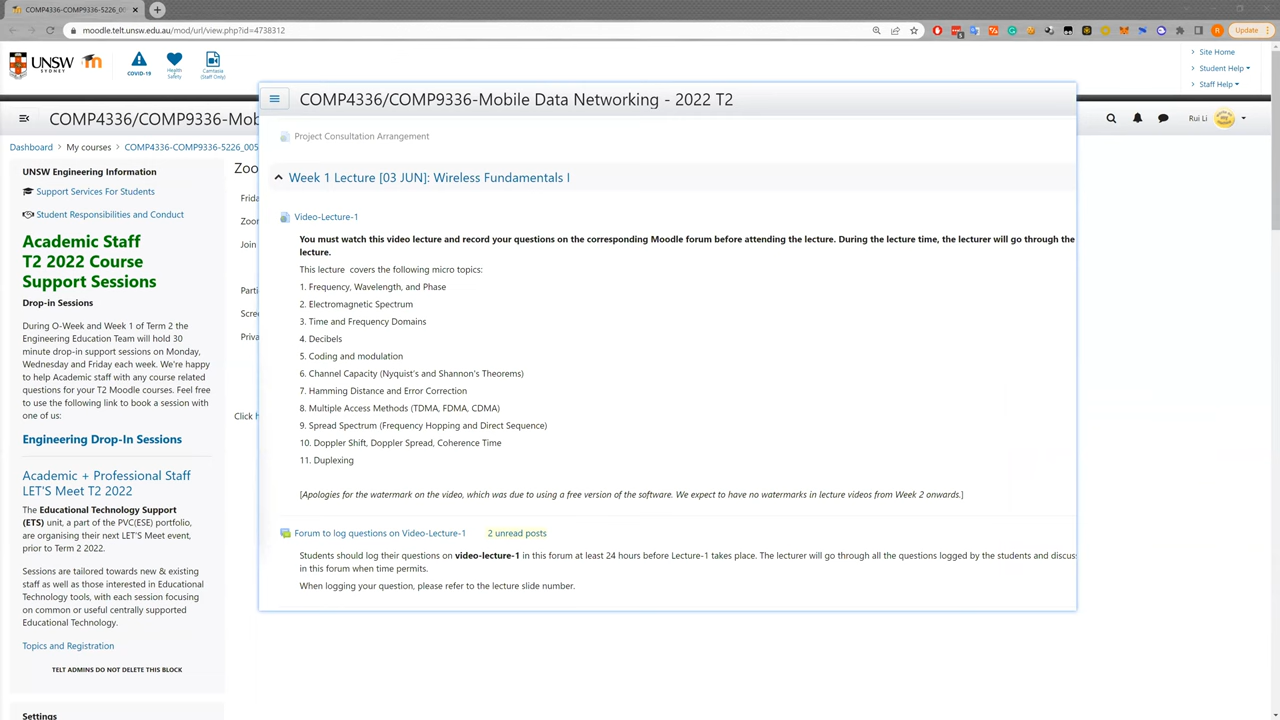 COMP4336-COMP9336-5226_0052
moodle.telt.unsw.edu.au/mod/url/view.php?id=4738312
Update
UNSW
SYDNEY
COVID-19
Health
Safety
Camtasia
(Staff Only)
Site Home
Student Help
Staff Help
COMP4336/COMP9336-Mob
Rui Li
Dashboard > My courses > COMP4336-COMP9336-5226_005
UNSW Engineering Information
Support Services For Students
Student Responsibilities and Conduct
Academic Staff
T2 2022 Course
Support Sessions
Drop-in Sessions
During O-Week and Week 1 of Term 2 the
Engineering Education Team will hold 30
minute drop-in support sessions on Monday,
Wednesday and Friday each week. We're happy
to help Academic staff with any course related
questions for your T2 Moodle courses. Feel free
to use the following link to book a session with
one of us:
Engineering Drop-In Sessions
Academic + Professional Staff
LET'S Meet T2 2022
The Educational Technology Support
(ETS) unit, a part of the PVC(ESE) portfolio,
are organising their next LET'S Meet event,
prior to Term 2 2022.
Sessions are tailored towards new & existing
staff as well as those interested in Educational
Technology tools, with each session focusing
on common or useful centrally supported
Educational Technology.
Topics and Registration
TELT ADMINS DO NOT DELETE THIS BLOCK
Settings
Zoo
Frida
Zoor
Join
Parti
Scre
Priva
Click h
COMP4336/COMP9336-Mobile Data Networking - 2022 T2
Project Consultation Arrangement
Week 1 Lecture [03 JUN]: Wireless Fundamentals I
Video-Lecture-1
You must watch this video lecture and record your questions on the corresponding Moodle forum before attending the lecture. During the lecture time, the lecturer will go through the
lecture.
This lecture covers the following micro topics:
1. Frequency, Wavelength, and Phase
2. Electromagnetic Spectrum
3. Time and Frequency Domains
4. Decibels
5. Coding and modulation
6. Channel Capacity (Nyquist's and Shannon's Theorems)
7. Hamming Distance and Error Correction
8. Multiple Access Methods (TDMA, FDMA, CDMA)
9. Spread Spectrum (Frequency Hopping and Direct Sequence)
10. Doppler Shift, Doppler Spread, Coherence Time
11. Duplexing
[Apologies for the watermark on the video, which was due to using a free version of the software. We expect to have no watermarks in lecture videos from Week 2 onwards.]
Forum to log questions on Video-Lecture-1 2 unread posts
Students should log their questions on video-lecture-1 in this forum at least 24 hours before Lecture-1 takes place. The lecturer will go through all the questions logged by the students and discus
in this forum when time permits.
When logging your question, please refer to the lecture slide number.